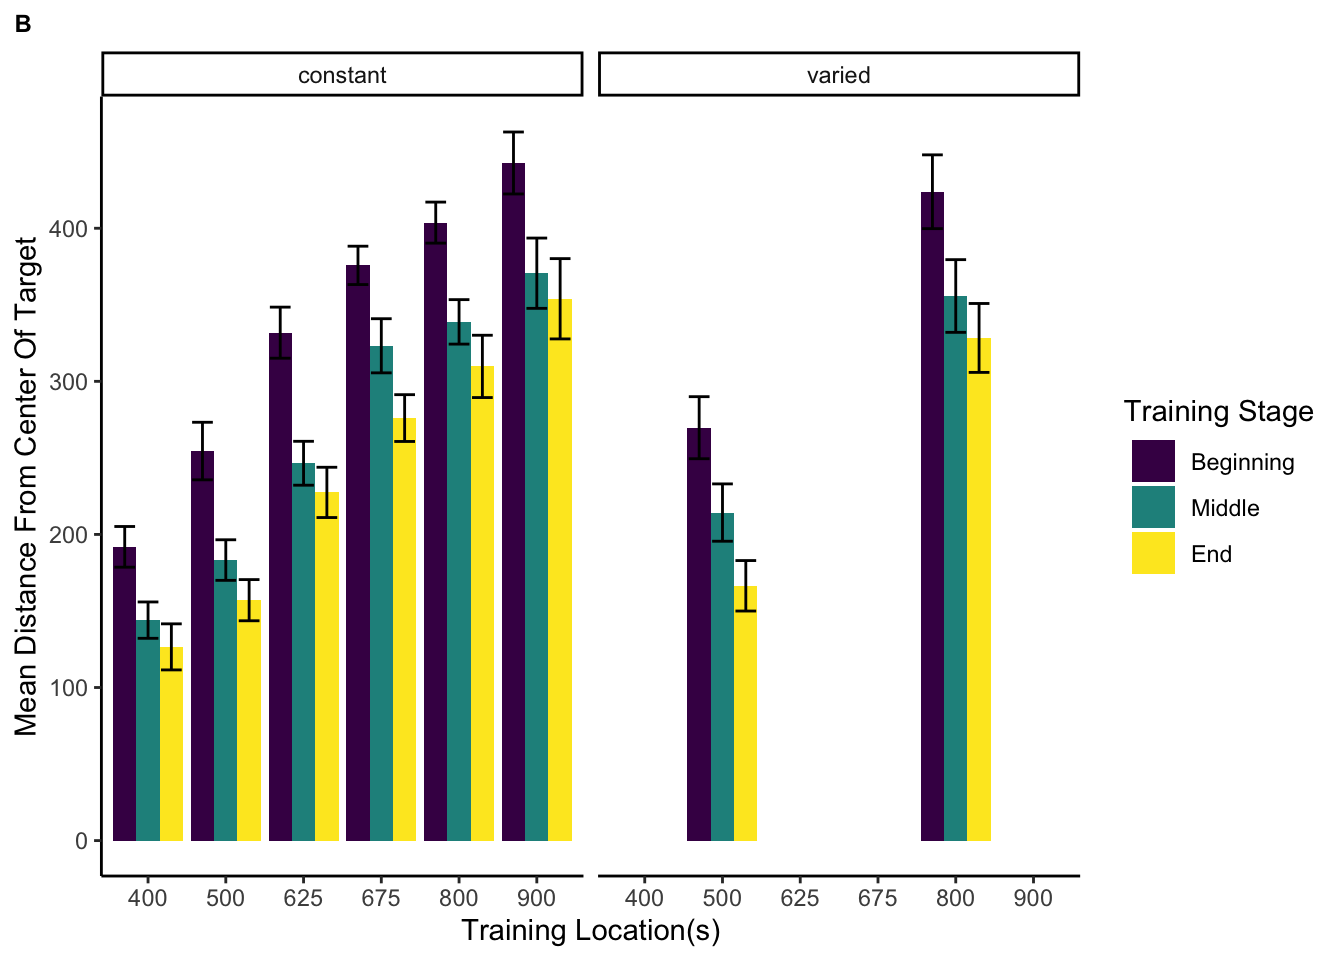 B
constant
varied
Mean Distance From Center Of Target
400
300
200
100
0
400 500 625 675 800 900
400 500 625 675 800 900
Training Location(s)
Training Stage
Beginning
Middle
End